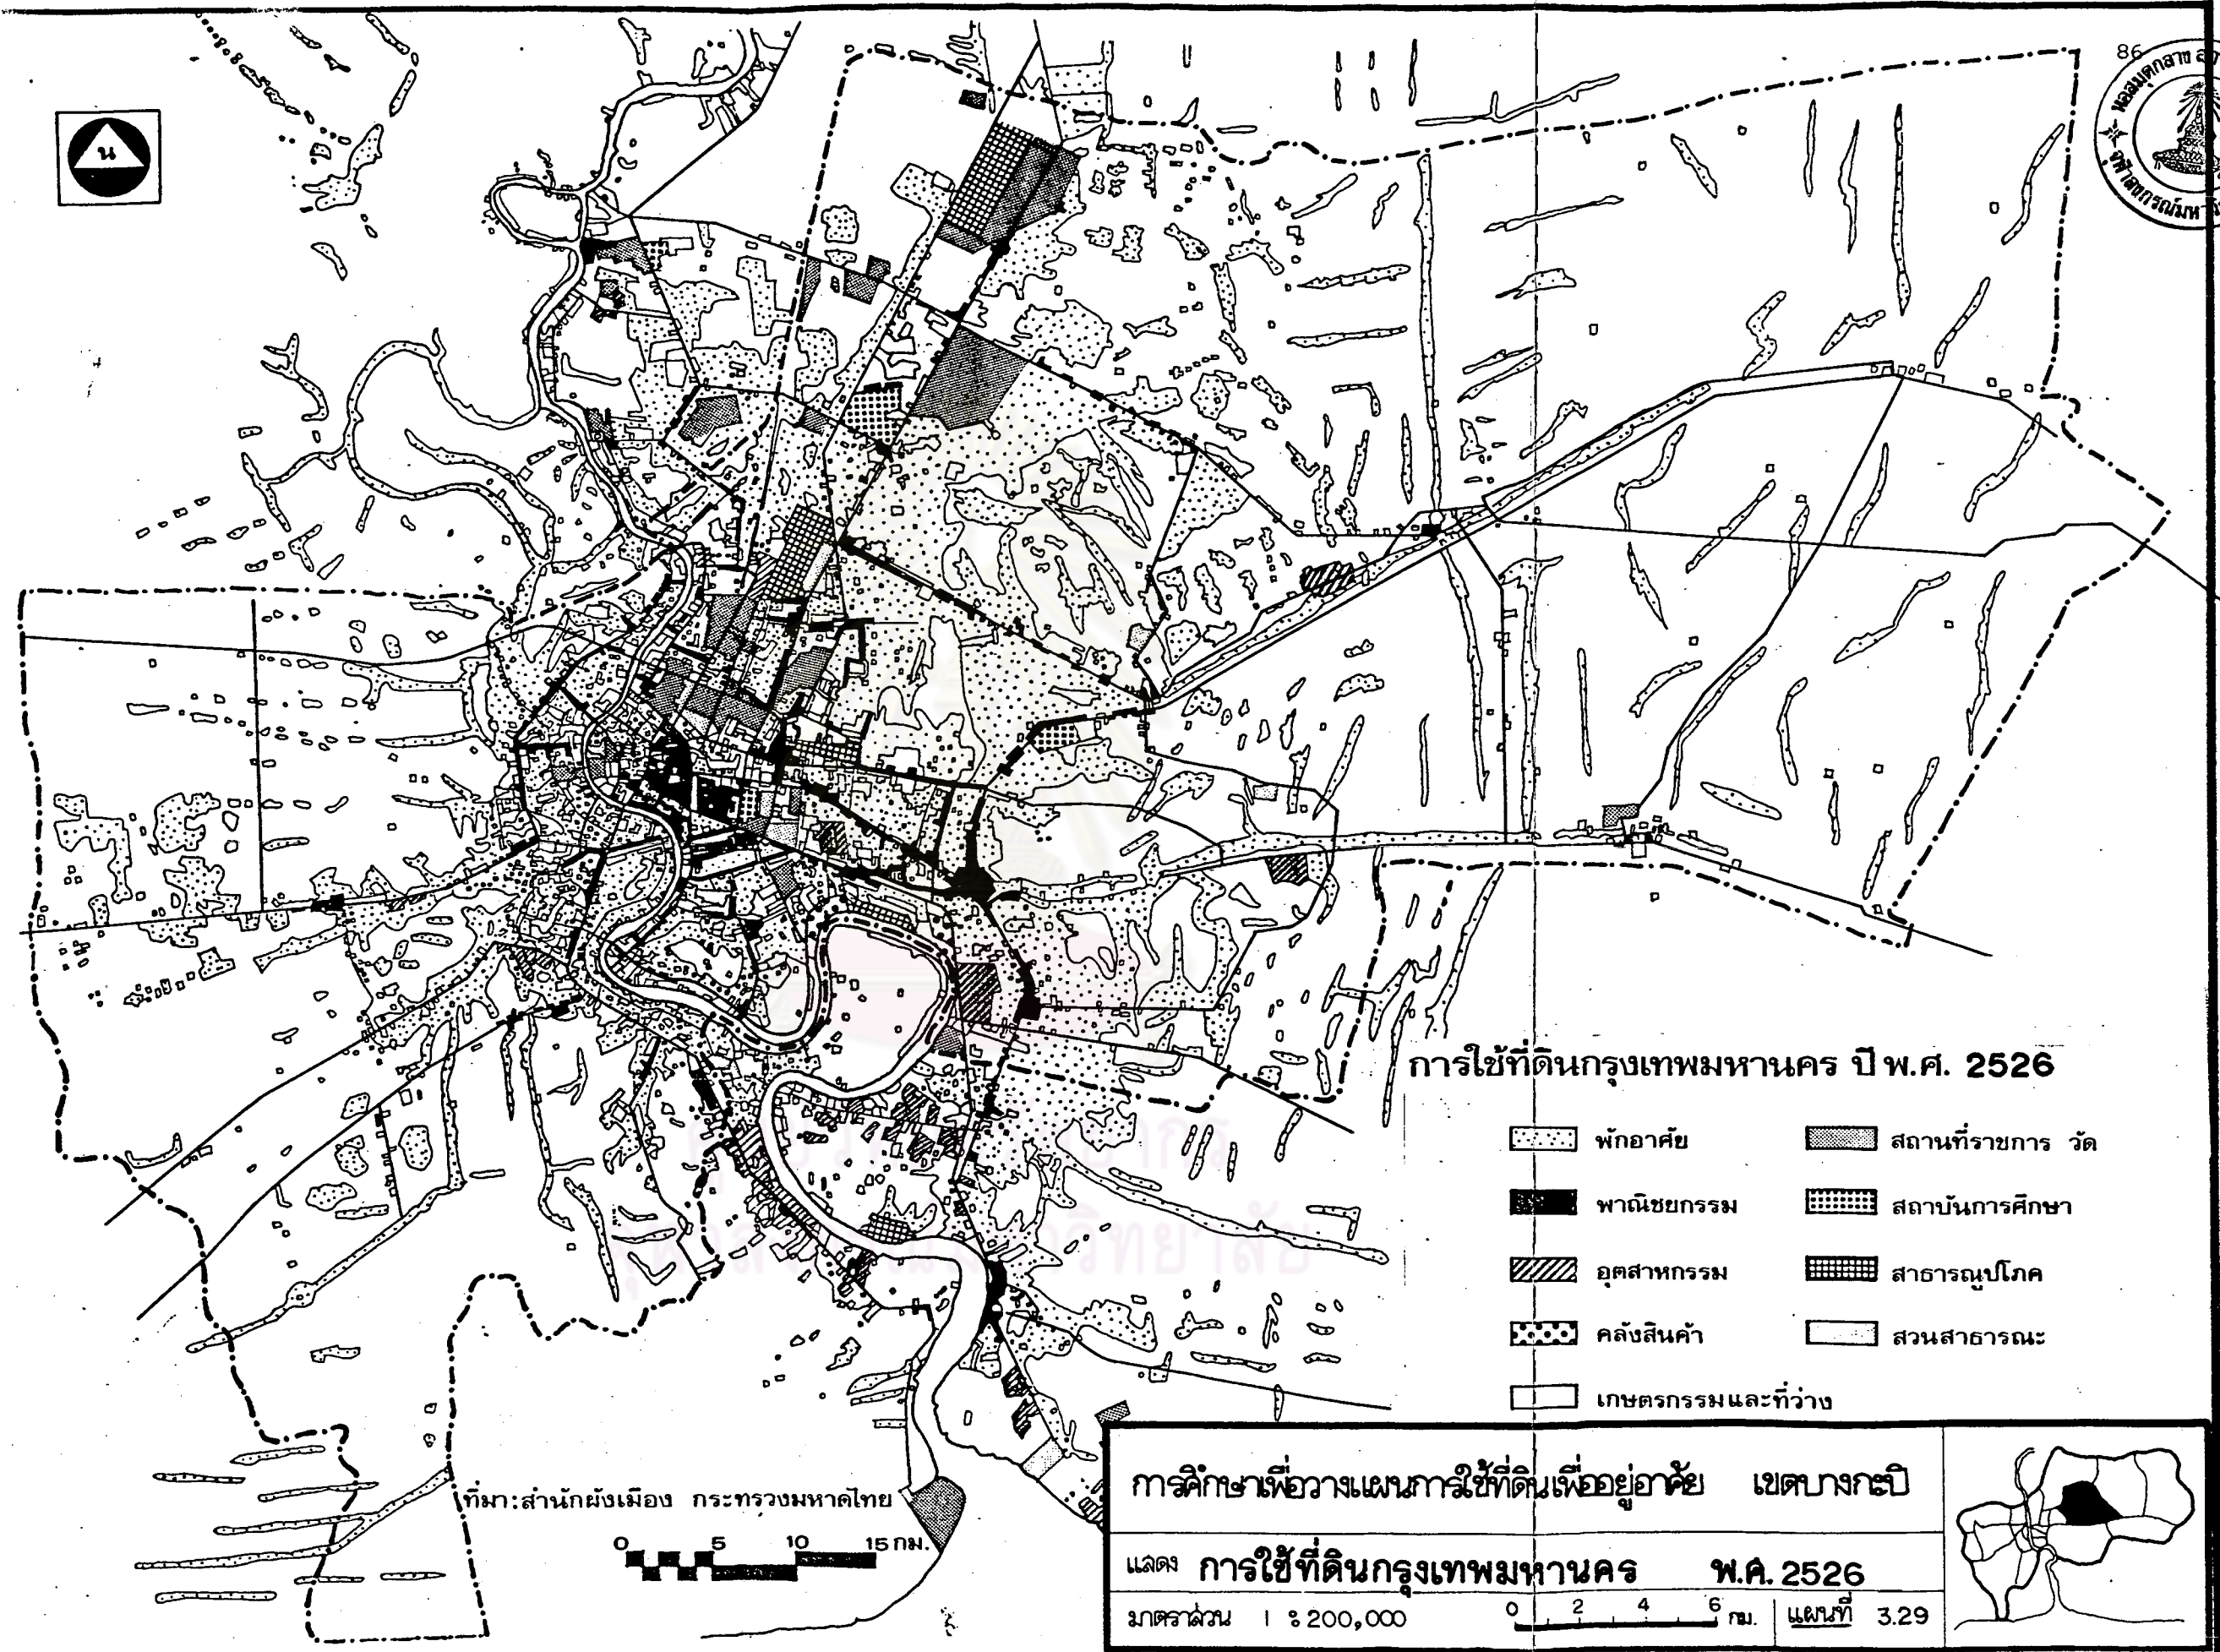 86
หอสมุดกลาง
น
การใช้ที่ดินกรุงเทพมหานคร ปี พ.ศ. 2526
พักอาศัย
สถานที่ราชการ วัด
พาณิชยกรรม
สถาบันการศึกษา
อุตสาหกรรม
สาธารณูปโภค
คลังสินค้า
สวนสาธารณะ
เกษตรกรรมและที่ว่าง
ที่มา:สำนักผังเมือง กระทรวงมหาดไทย
0 5 10 15 กม.
การศึกษาเพื่อวางแผนการใช้ที่ดินเพื่ออยู่อาศัย เขตบางกะปิ
แสดง การใช้ที่ดินกรุงเทพมหานคร พ.ศ. 2526
มาตราส่วน 1 : 200,000
0 2 4 6 กม.
แผนที่ 3.29